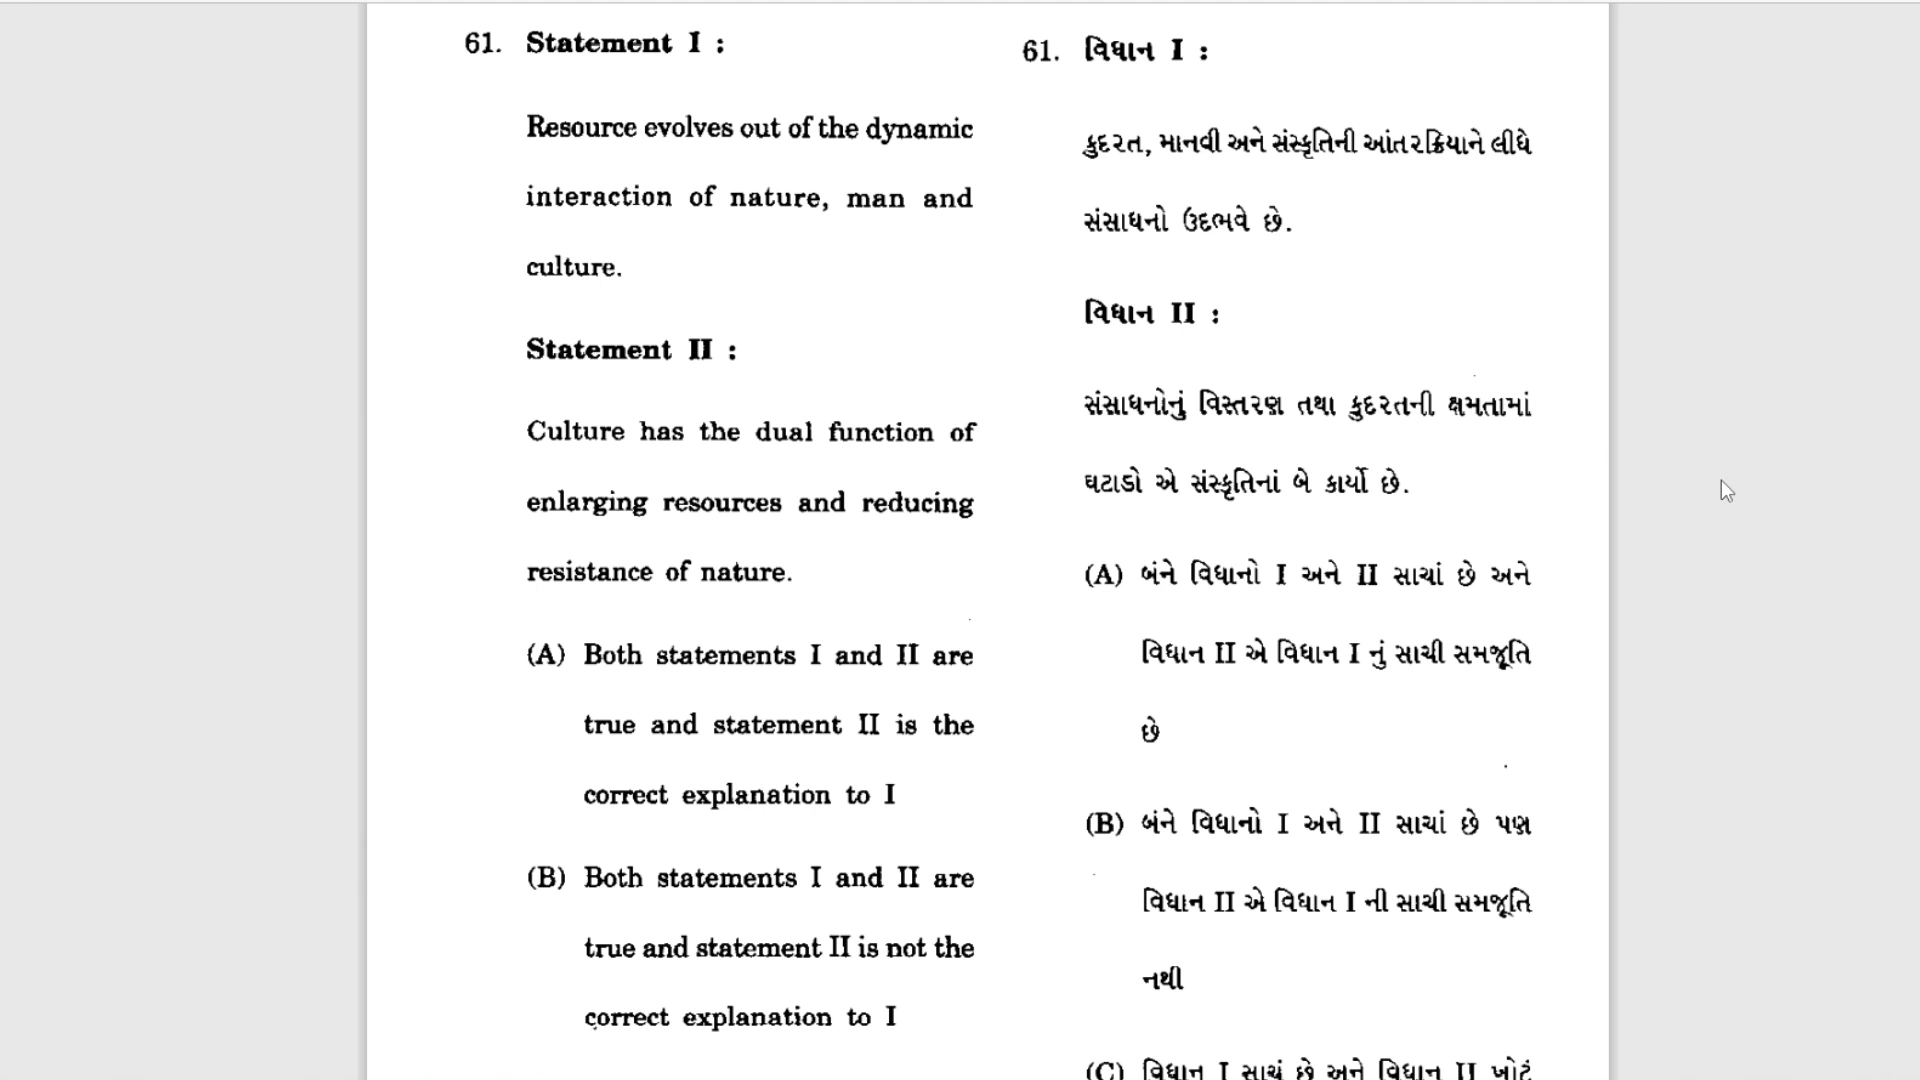 61. Statement I :
Resource evolves out of the dynamic
interaction of nature, man and
culture.
Statement II :
Culture has the dual function of
enlarging resources and reducing
resistance of nature.
(A) Both statements I and II are
true and statement II is the
correct explanation to I
(B) Both statements I and II are
true and statement II is not the
correct explanation to I
61. વિધાન I :
કુદરત, માનવી અને સંસ્કૃતિની આંતરક્રિયાને લીધે
સંસાધનો ઉદભવે છે.
વિધાન II :
સંસાધનોનું વિસ્તરણ તથા કુદરતની ક્ષમતામાં
ઘટાડો એ સંસ્કૃતિનાં બે કાર્યો છે.
(A) બંને વિધાનો I અને II સાચાં છે અને
વિધાન II એ વિધાન I નું સાચી સમજૂતિ
છે
(B) બંને વિધાનો I અને II સાચાં છે પણ
વિધાન II એ વિધાન I ની સાચી સમજૂતિ
નથી
(C) વિધાન I સાચું છે અને વિધાન II ખોટું